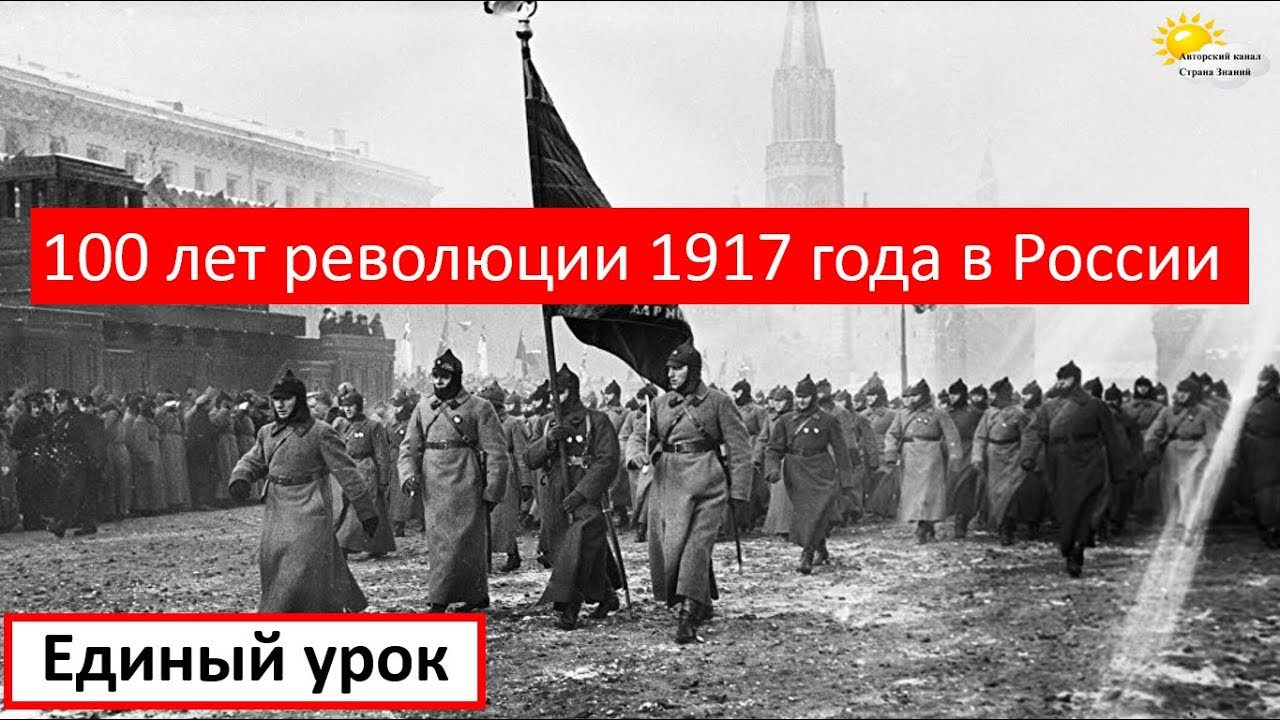 Авторский канал
Страна Знаний
100 лет революции 1917 года в России
Единый урок